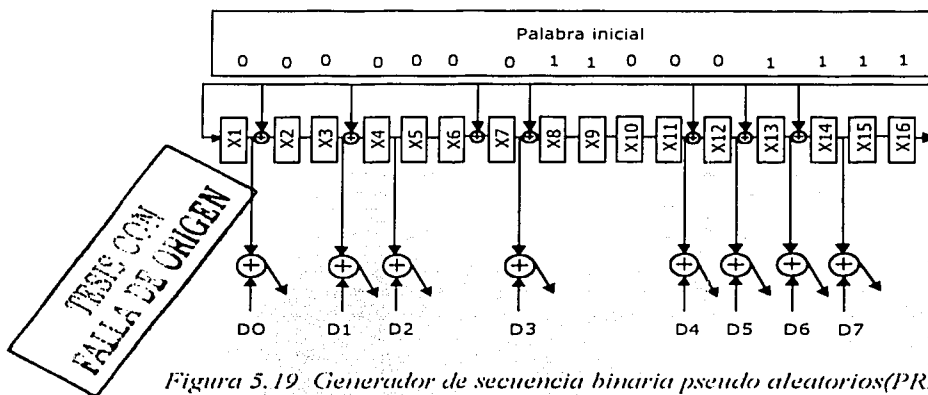 Palabra inicial
0 0 0 0 0 0 0 1 1 0 0 0 1 1 1 1
X1 X2 X3 X4 X5 X6 X7 X8 X9 X10 X11 X12 X13 X14 X15 X16
TESIS CON
FALLA DE ORIGEN
D0 D1 D2 D3 D4 D5 D6 D7
Figura 5.19 Generador de secuencia binaria pseudo aleatorios(PR